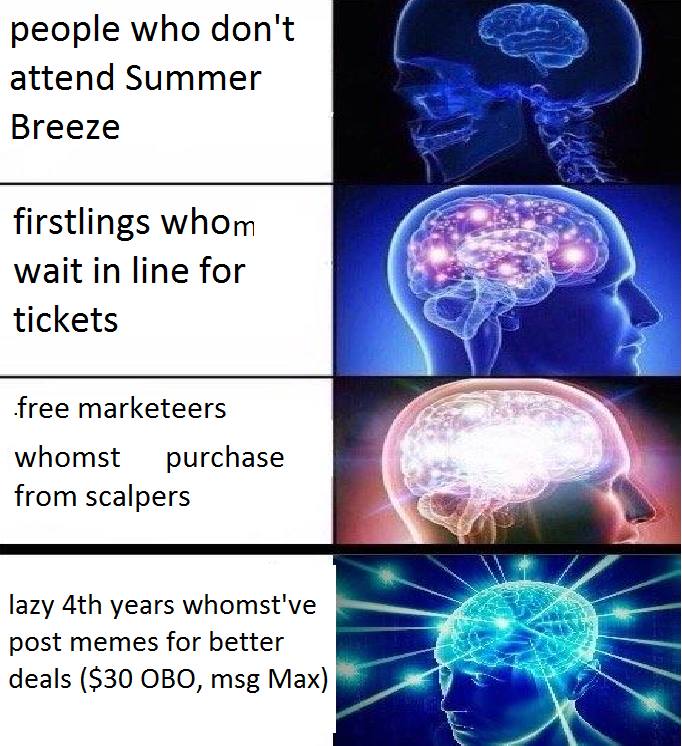 people who don't
attend Summer
Breeze
firstlings whom
wait in line for
tickets
free marketeers
whomst purchase
from scalpers
lazy 4th years whomst've
post memes for better
deals ($30 OBO, msg Max)